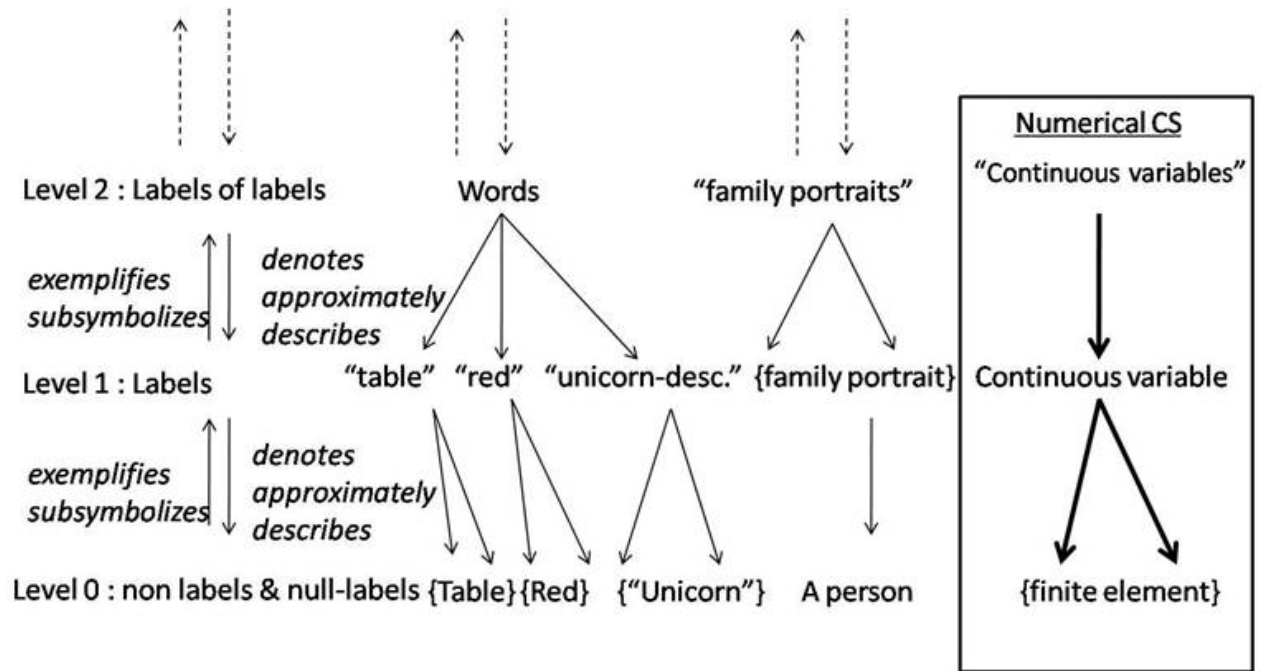 Numerical CS
Level 2 : Labels of labels Words “family portraits” “Continuous variables”
exemplifies
subsymbolizes
denotes
approximately
describes
Level 1 : Labels “table” “red” “unicorn-desc.” {family portrait} Continuous variable
exemplifies
subsymbolizes
denotes
approximately
describes
Level 0 : non labels & null-labels {Table} {Red} {“Unicorn”} A person {finite element}